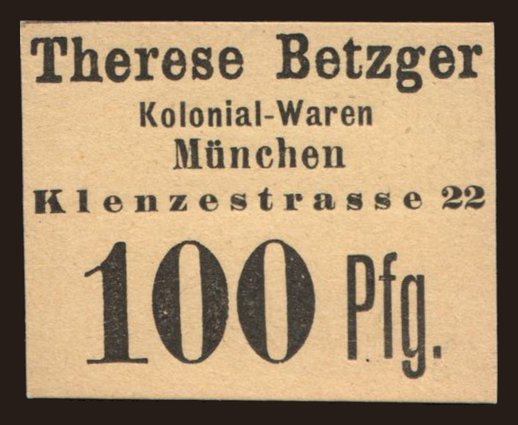 Therese Betzger
Kolonial-Waren
München
Klenzestrasse 22
100 Pfg.